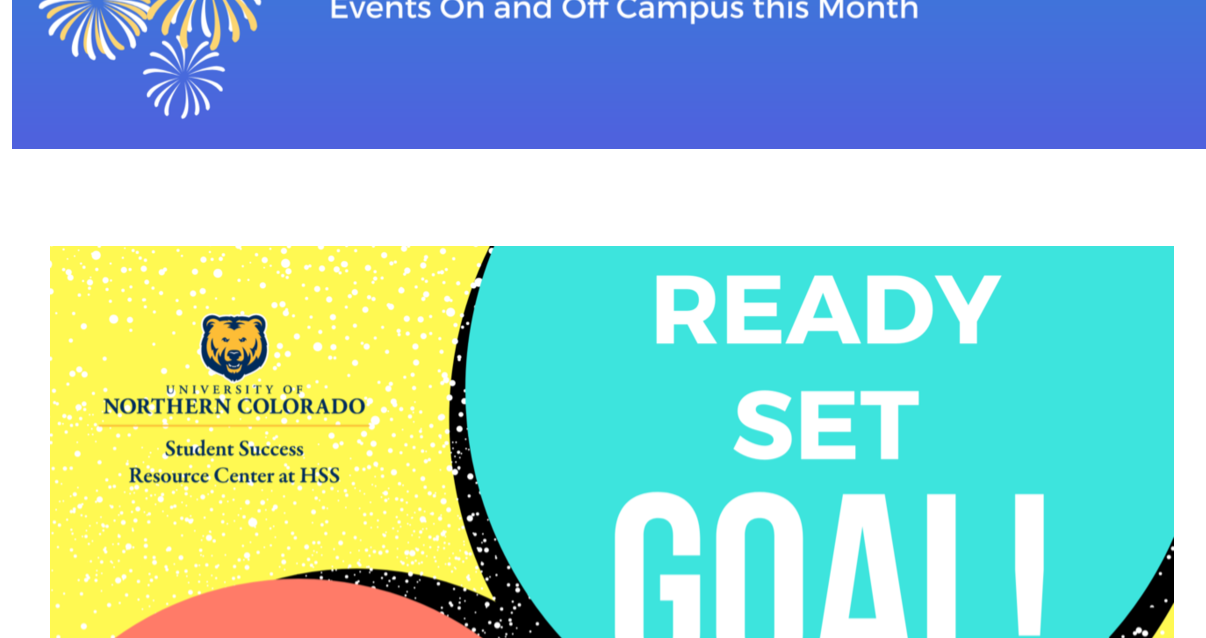 Events On and Off Campus this Month
UNIVERSITY OF
NORTHERN COLORADO
Student Success
Resource Center at HSS
READY
SET
GOAL!